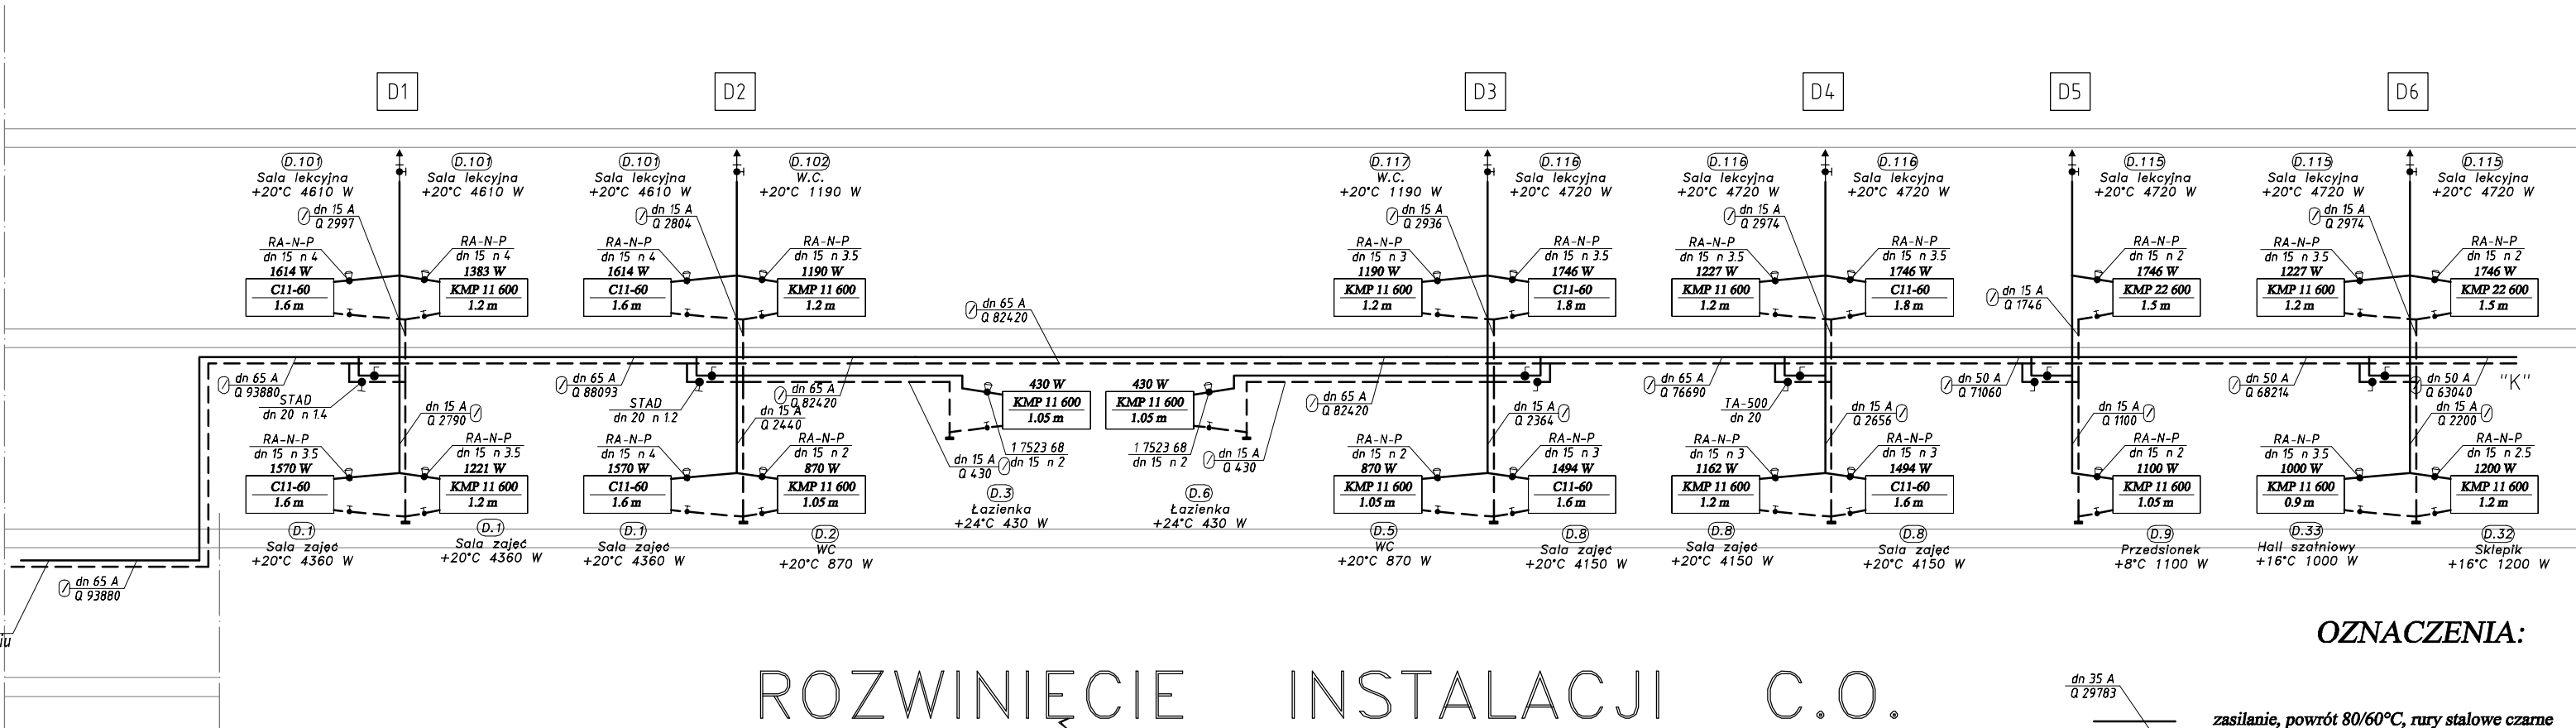 D1
D2
D3
D4
D5
D6
D.101
Sala lekcyjna
+20°C 4610 W
D.101
Sala lekcyjna
+20°C 4610 W
D.101
Sala lekcyjna
+20°C 4610 W
D.102
W.C.
+20°C 1190 W
D.117
W.C.
+20°C 1190 W
D.116
Sala lekcyjna
+20°C 4720 W
D.116
Sala lekcyjna
+20°C 4720 W
D.116
Sala lekcyjna
+20°C 4720 W
D.115
Sala lekcyjna
+20°C 4720 W
D.115
Sala lekcyjna
+20°C 4720 W
D.115
Sala lekcyjna
+20°C 4720 W
dn 15 A
Q 2997
dn 15 A
Q 2804
dn 15 A
Q 2936
dn 15 A
Q 2974
dn 15 A
Q 2974
RA-N-P
dn 15 n 4
1614 W
C11-60
1.6 m
RA-N-P
dn 15 n 4
1383 W
KMP 11 600
1.2 m
RA-N-P
dn 15 n 4
1614 W
C11-60
1.6 m
RA-N-P
dn 15 n 3.5
1190 W
KMP 11 600
1.2 m
dn 65 A
Q 82420
RA-N-P
dn 15 n 3
1190 W
KMP 11 600
1.2 m
RA-N-P
dn 15 n 3.5
1746 W
C11-60
1.8 m
RA-N-P
dn 15 n 3.5
1227 W
KMP 11 600
1.2 m
RA-N-P
dn 15 n 3.5
1746 W
C11-60
1.8 m
dn 15 A
Q 1746
RA-N-P
dn 15 n 2
1746 W
KMP 22 600
1.5 m
RA-N-P
dn 15 n 3.5
1227 W
KMP 11 600
1.2 m
RA-N-P
dn 15 n 2
1746 W
KMP 22 600
1.5 m
dn 65 A
Q 93880
STAD
dn 20 n 1.4
dn 15 A
Q 2790
dn 65 A
Q 88093
STAD
dn 20 n 1.2
dn 65 A
Q 82420
dn 15 A
Q 2440
430 W
KMP 11 600
1.05 m
430 W
KMP 11 600
1.05 m
dn 65 A
Q 82420
dn 15 A
Q 2364
dn 65 A
Q 76690
TA-500
dn 20
dn 15 A
Q 2656
dn 50 A
Q 71060
dn 15 A
Q 1100
dn 50 A
Q 68214
dn 50 A
Q 63040
"K"
dn 15 A
Q 2200
RA-N-P
dn 15 n 3.5
1570 W
C11-60
1.6 m
RA-N-P
dn 15 n 3.5
1221 W
KMP 11 600
1.2 m
RA-N-P
dn 15 n 4
1570 W
C11-60
1.6 m
RA-N-P
dn 15 n 2
870 W
KMP 11 600
1.05 m
dn 15 A
Q 430
1 7523 68
dn 15 n 2
1 7523 68
dn 15 n 2
dn 15 A
Q 430
RA-N-P
dn 15 n 2
870 W
KMP 11 600
1.05 m
RA-N-P
dn 15 n 3
1494 W
C11-60
1.6 m
RA-N-P
dn 15 n 3
1162 W
KMP 11 600
1.2 m
RA-N-P
dn 15 n 3
1494 W
C11-60
1.6 m
RA-N-P
dn 15 n 2
1100 W
KMP 11 600
1.05 m
RA-N-P
dn 15 n 3.5
1000 W
KMP 11 600
0.9 m
RA-N-P
dn 15 n 2.5
1200 W
KMP 11 600
1.2 m
D.1
Sala zajęć
+20°C 4360 W
D.1
Sala zajęć
+20°C 4360 W
D.1
Sala zajęć
+20°C 4360 W
D.2
WC
+20°C 870 W
D.3
Łazienka
+24°C 430 W
D.6
Łazienka
+24°C 430 W
D.5
WC
+20°C 870 W
D.8
Sala zajęć
+20°C 4150 W
D.8
Sala zajęć
+20°C 4150 W
D.8
Sala zajęć
+20°C 4150 W
D.9
Przedsionek
+8°C 1100 W
D.33
Hall szatniowy
+16°C 1000 W
D.32
Sklepik
+16°C 1200 W
dn 65 A
Q 93880
iu
OZNACZENIA:
ROZWINIĘCIE INSTALACJI C.O.
dn 35 A
Q 29783
zasilanie, powrót 80/60°C, rury stalowe czarne